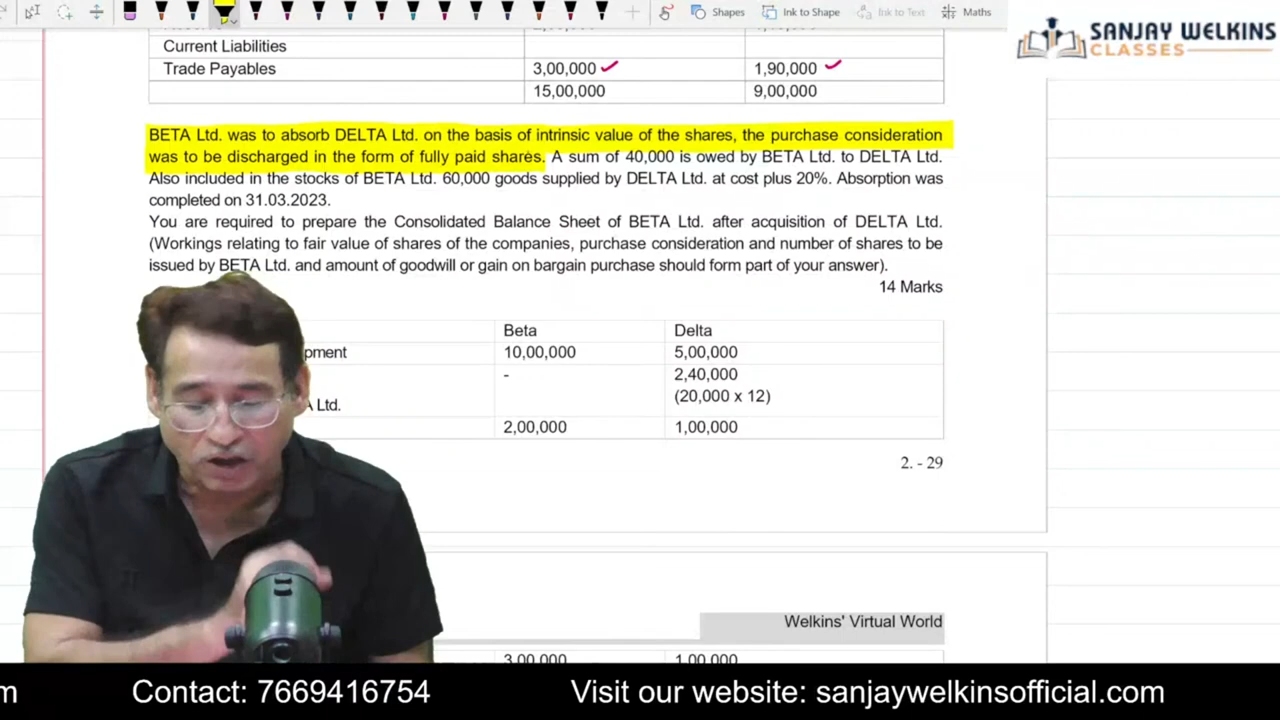 Shapes Ink to Shape Ink to Text Maths
SANJAY WELKINS
CLASSES
Current Liabilities
Trade Payables 3,00,000 1,90,000
15,00,000 9,00,000
BETA Ltd. was to absorb DELTA Ltd. on the basis of intrinsic value of the shares, the purchase consideration
was to be discharged in the form of fully paid shares. A sum of 40,000 is owed by BETA Ltd. to DELTA Ltd.
Also included in the stocks of BETA Ltd. 60,000 goods supplied by DELTA Ltd. at cost plus 20%. Absorption was
completed on 31.03.2023.
You are required to prepare the Consolidated Balance Sheet of BETA Ltd. after acquisition of DELTA Ltd.
(Workings relating to fair value of shares of the companies, purchase consideration and number of shares to be
issued by BETA Ltd. and amount of goodwill or gain on bargain purchase should form part of your answer).
14 Marks
Beta Delta
pment 10,00,000 5,00,000
- 2,40,000
(20,000 x 12)
Ltd.
2,00,000 1,00,000
2. - 29
Welkins' Virtual World
3,00,000 1,00,000
m Contact: 7669416754 Visit our website: sanjaywelkinsofficial.com